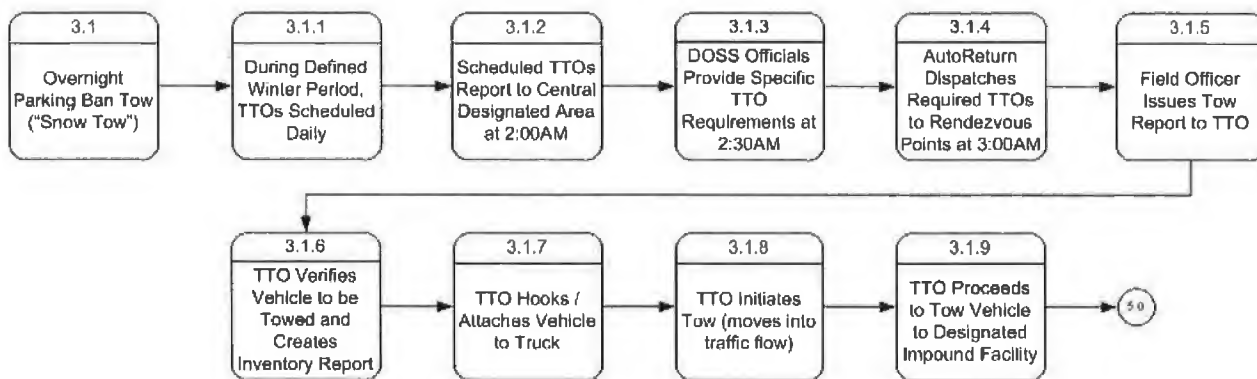 3.1
Overnight
Parking Ban Tow
("Snow Tow")
3.1.1
During Defined
Winter Period,
TTOs Scheduled
Daily
3.1.2
Scheduled TTOs
Report to Central
Designated Area
at 2:00AM
3.1.3
DOSS Officials
Provide Specific
TTO
Requirements at
2:30AM
3.1.4
AutoReturn
Dispatches
Required TTOs
to Rendezvous
Points at 3:00AM
3.1.5
Field Officer
Issues Tow
Report to TTO
3.1.6
TTO Verifies
Vehicle to be
Towed and
Creates
Inventory Report
3.1.7
TTO Hooks /
Attaches Vehicle
to Truck
3.1.8
TTO Initiates
Tow (moves into
traffic flow)
3.1.9
TTO Proceeds
to Tow Vehicle
to Designated
Impound Facility
5 0